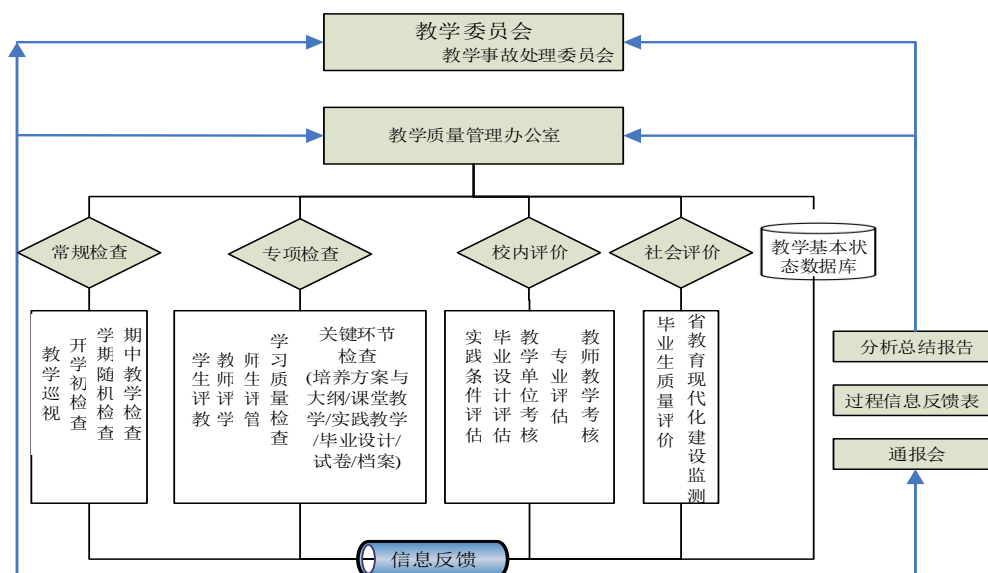 教学委员会
教学事故处理委员会
教学质量管理办公室
常规检查
专项检查
校内评价
社会评价
教学基本状
态数据库
教学巡视
开学初检查
学期随机检查
期中教学检查
学生评教
教师评学
师生评管
学习质量检查
关键环节
检查
(培养方案与
大纲/课堂教
学/实践教学
/毕业设计/
试卷/档案)
实践条件评估
毕业设计评估
教学单位考核
专业评估
教师教学考核
毕业生质量评价
省教育现代化建设监测
分析总结报告
过程信息反馈表
通报会
信息反馈